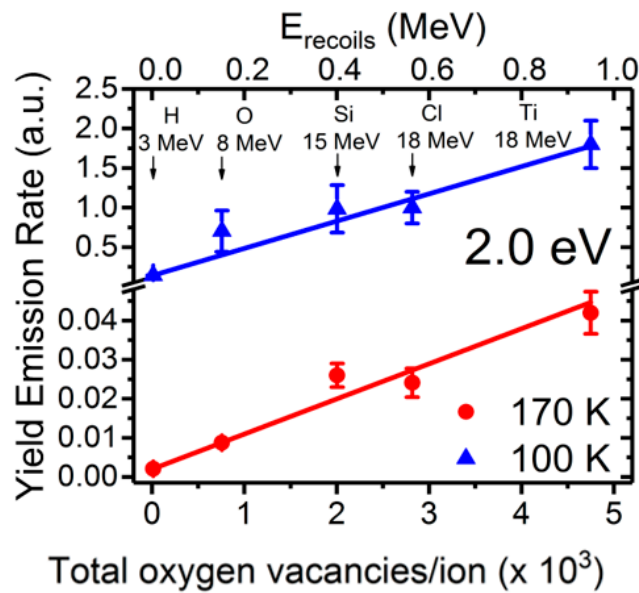 E_recoils (MeV)
0.0 0.2 0.4 0.6 0.8 1.0
H O Si Cl Ti
3 MeV 8 MeV 15 MeV 18 MeV 18 MeV
2.5
2.0
1.5
1.0
0.5
2.0 eV
0.04
0.03
0.02
0.01
0.00
170 K
100 K
Yield Emission Rate (a.u.)
0 1 2 3 4 5
Total oxygen vacancies/ion (x 10³)